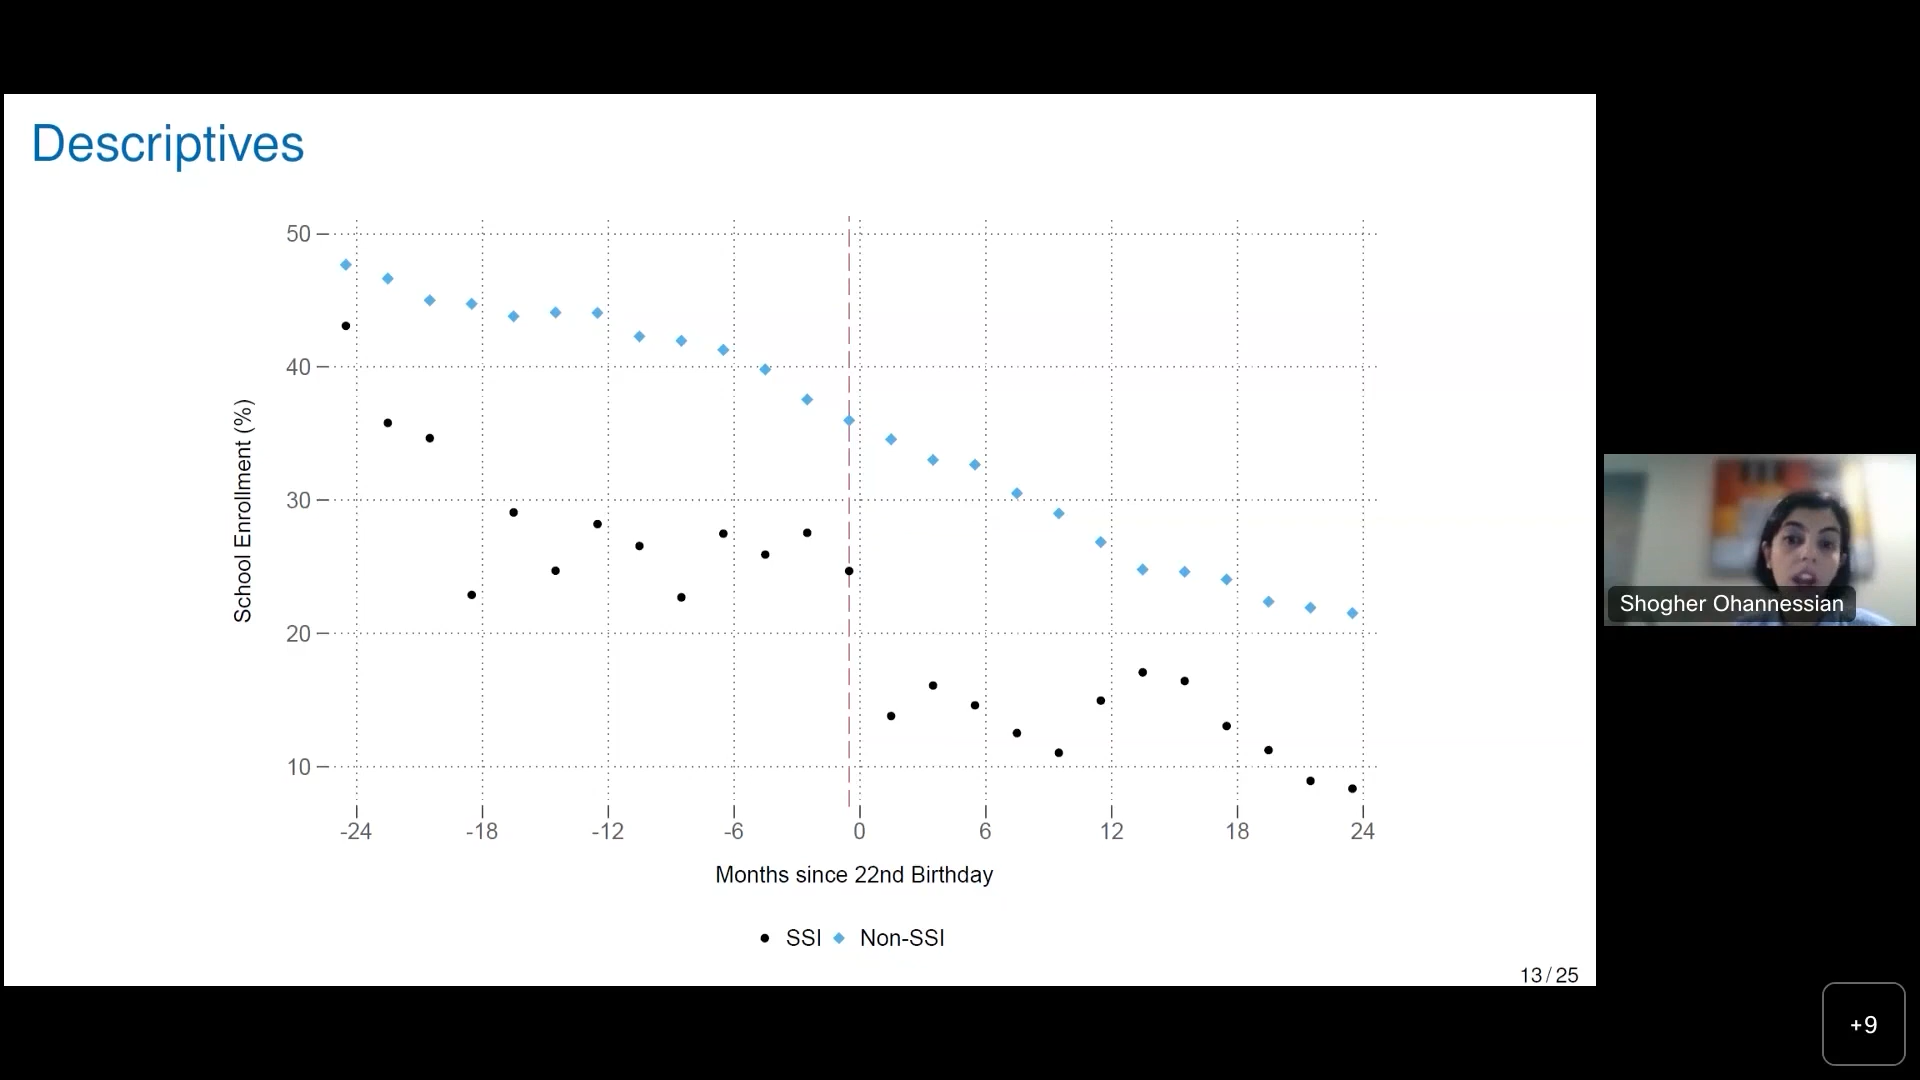 Descriptives
50
40
30
20
10
School Enrollment (%)
-24 -18 -12 -6 0 6 12 18 24
Months since 22nd Birthday
SSI Non-SSI
13/25
Shogher Ohannessian
+9